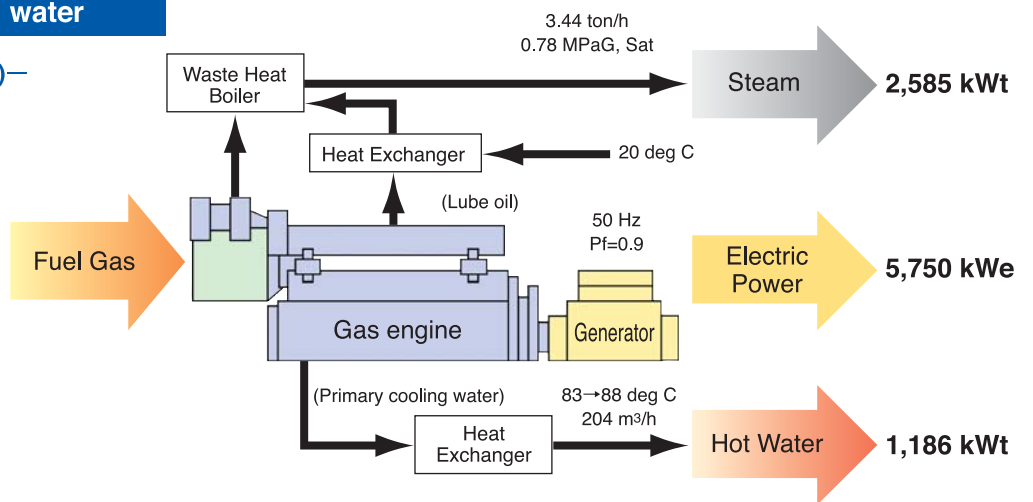 water
)—
3.44 ton/h
0.78 MPaG, Sat
Waste Heat
Boiler
Steam
2,585 kWt
Heat Exchanger
20 deg C
(Lube oil)
50 Hz
Pf=0.9
Fuel Gas
Electric
Power
5,750 kWe
Gas engine
Generator
(Primary cooling water)
83→88 deg C
204 m³/h
Heat
Exchanger
Hot Water
1,186 kWt